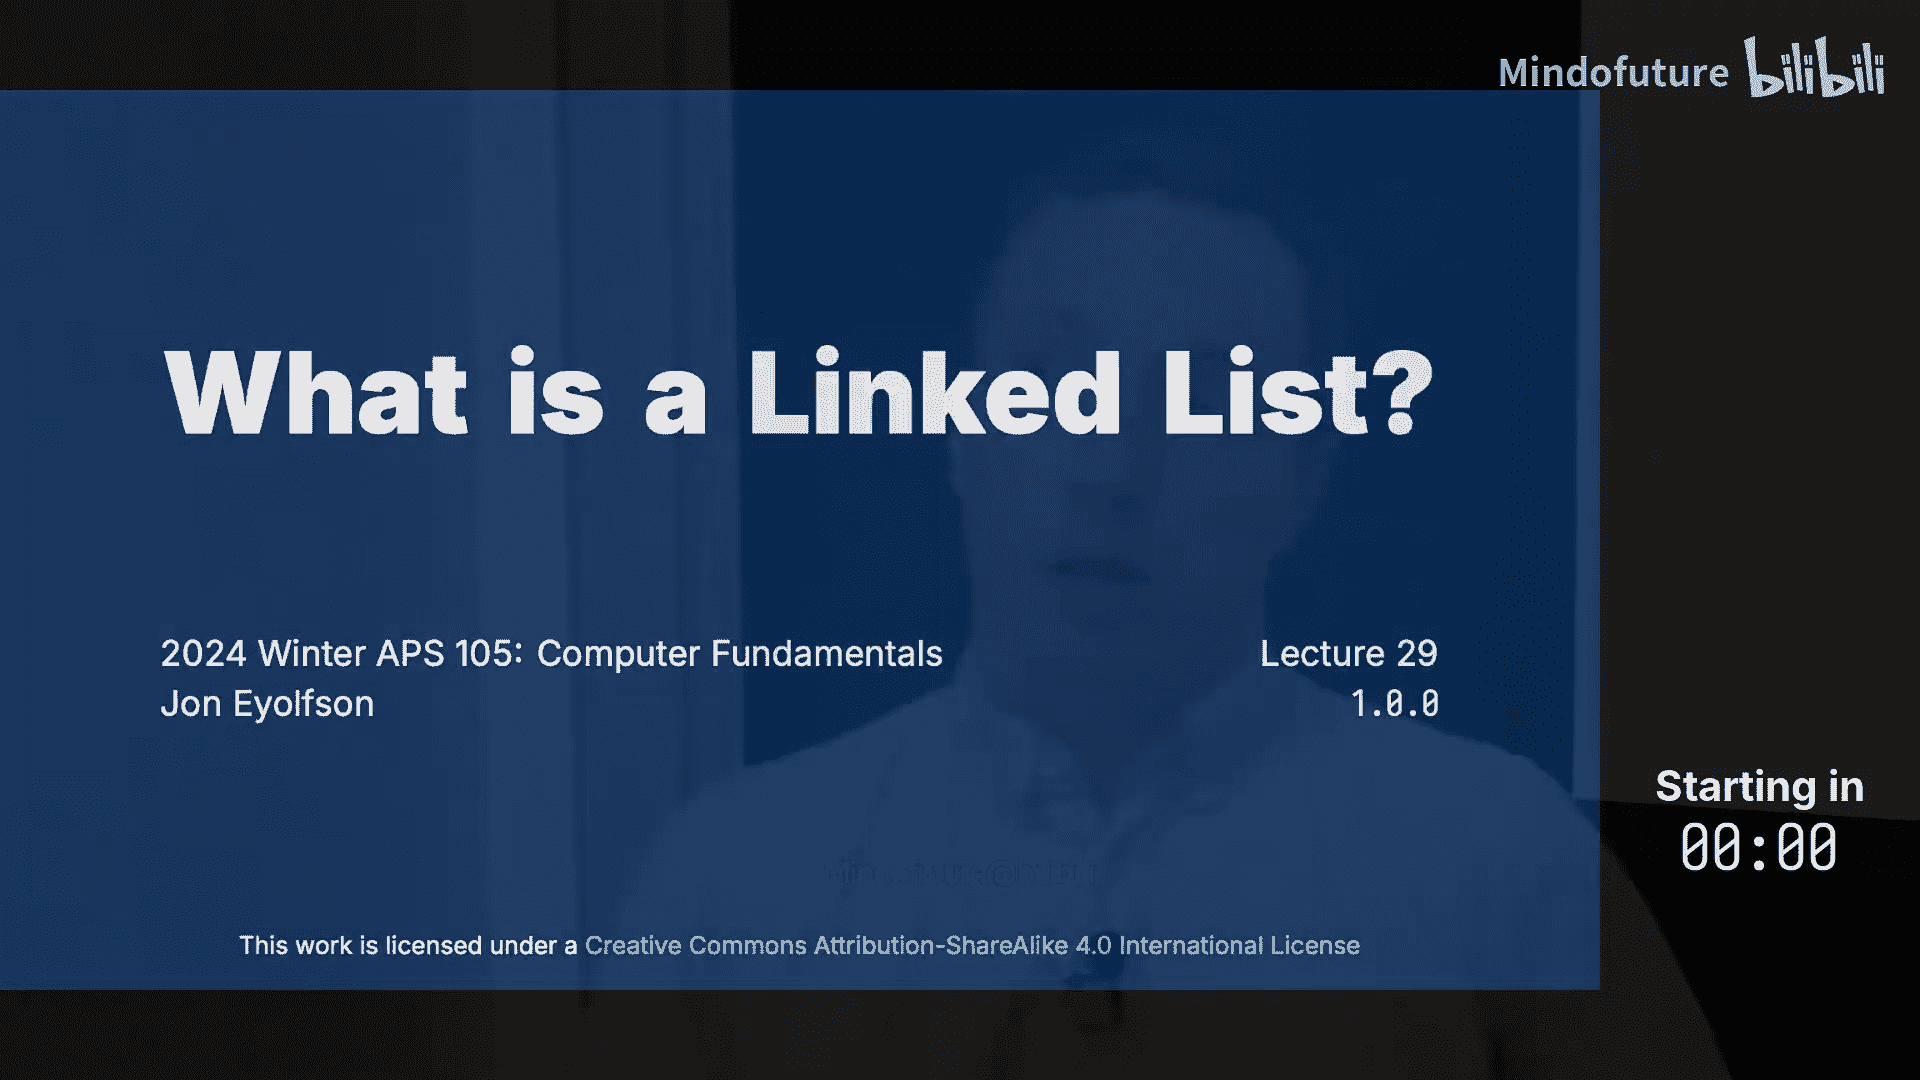 Mindofuture bilibili
What is a Linked List?
2024 Winter APS 105: Computer Fundamentals
Jon Eyolfson
Lecture 29
1.0.0
Starting in
00:00
This work is licensed under a Creative Commons Attribution-ShareAlike 4.0 International License